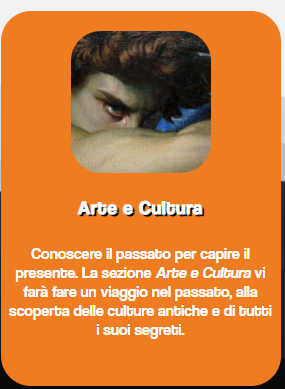 Arte e Cultura
Conoscere il passato per capire il
presente. La sezione Arte e Cultura vi
farà fare un viaggio nel passato, alla
scoperta delle culture antiche e di tutti
i suoi segreti.